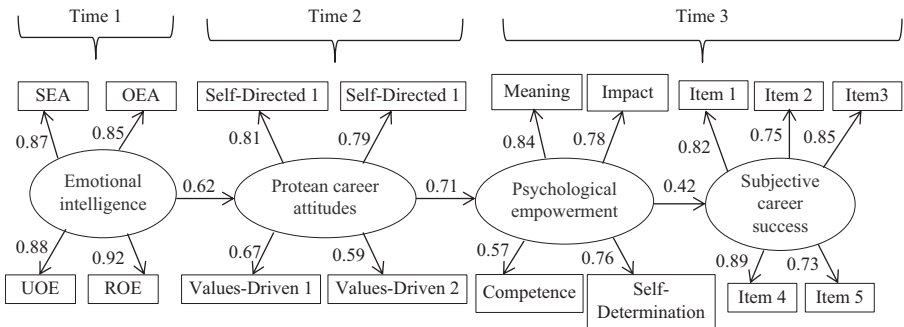 Time 1
Time 2
Time 3
SEA
OEA
Self-Directed 1
Self-Directed 1
Meaning
Impact
Item 1
Item 2
Item3
0.87
0.85
0.81
0.79
0.84
0.78
0.82
0.75
0.85
Emotional
intelligence
0.62
Protean career
attitudes
0.71
Psychological
empowerment
0.42
Subjective
career
success
0.88
0.92
0.67
0.59
0.57
0.76
0.89
0.73
UOE
ROE
Values-Driven 1
Values-Driven 2
Competence
Self-
Determination
Item 4
Item 5